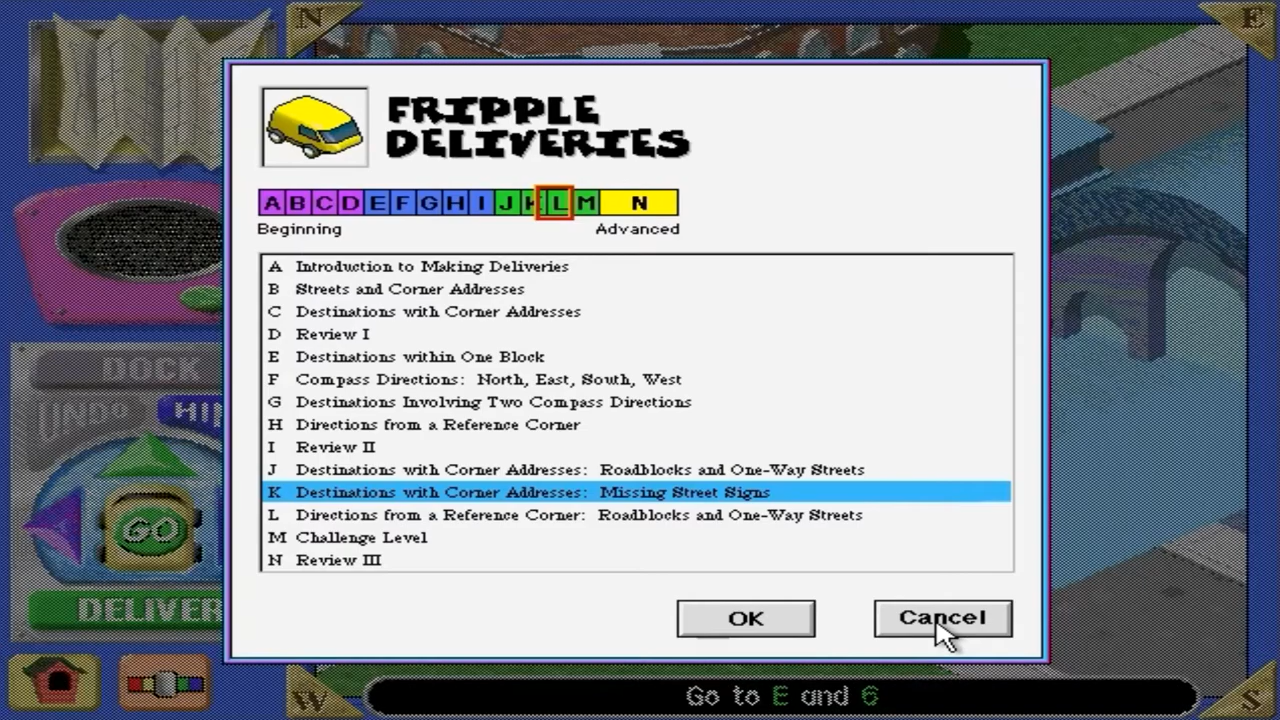 N
E
FRIPPLE
DELIVERIES
A B C D E F G H I J K L M N
Beginning Advanced
A Introduction to Making Deliveries
B Streets and Corner Addresses
C Destinations with Corner Addresses
D Review I
E Destinations within One Block
F Compass Directions: North, East, South, West
G Destinations Involving Two Compass Directions
H Directions from a Reference Corner
I Review II
J Destinations with Corner Addresses: Roadblocks and One-Way Streets
K Destinations with Corner Addresses: Missing Street Signs
L Directions from a Reference Corner: Roadblocks and One-Way Streets
M Challenge Level
N Review III
OK Cancel
DOCK
UNDO
GO
W
Go to E and 6
S